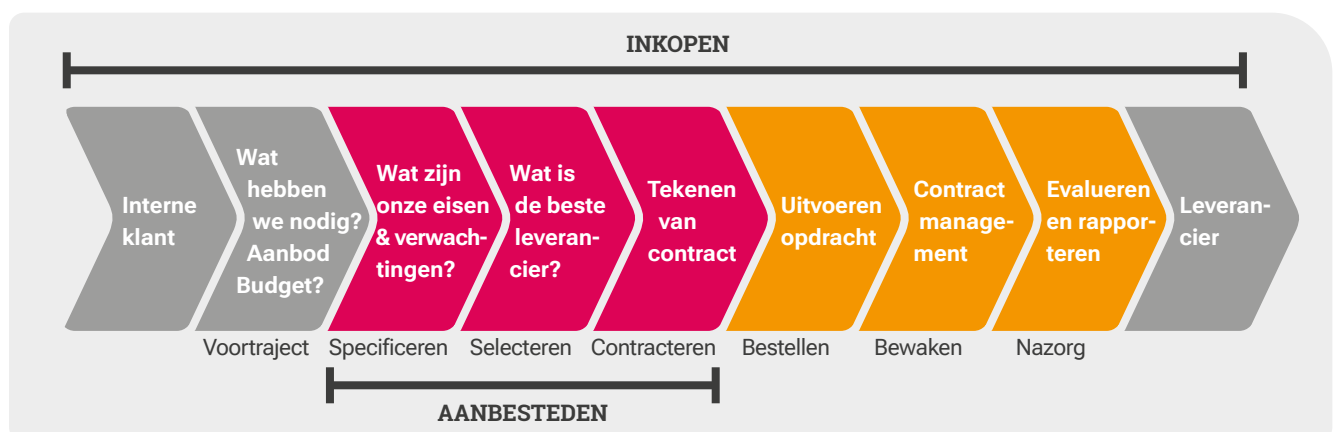 INKOPEN
Interne
klant
Wat
hebben
we nodig?
Aanbod
Budget?
Wat zijn
onze eisen
& verwach-
tingen?
Wat is
de beste
leveran-
cier?
Tekenen
van
contract
Uitvoeren
opdracht
Contract
manage-
ment
Evalueren
en rappor-
teren
Leveran-
cier
Voortraject
Specificeren
Selecteren
Contracteren
Bestellen
Bewaken
Nazorg
AANBESTEDEN